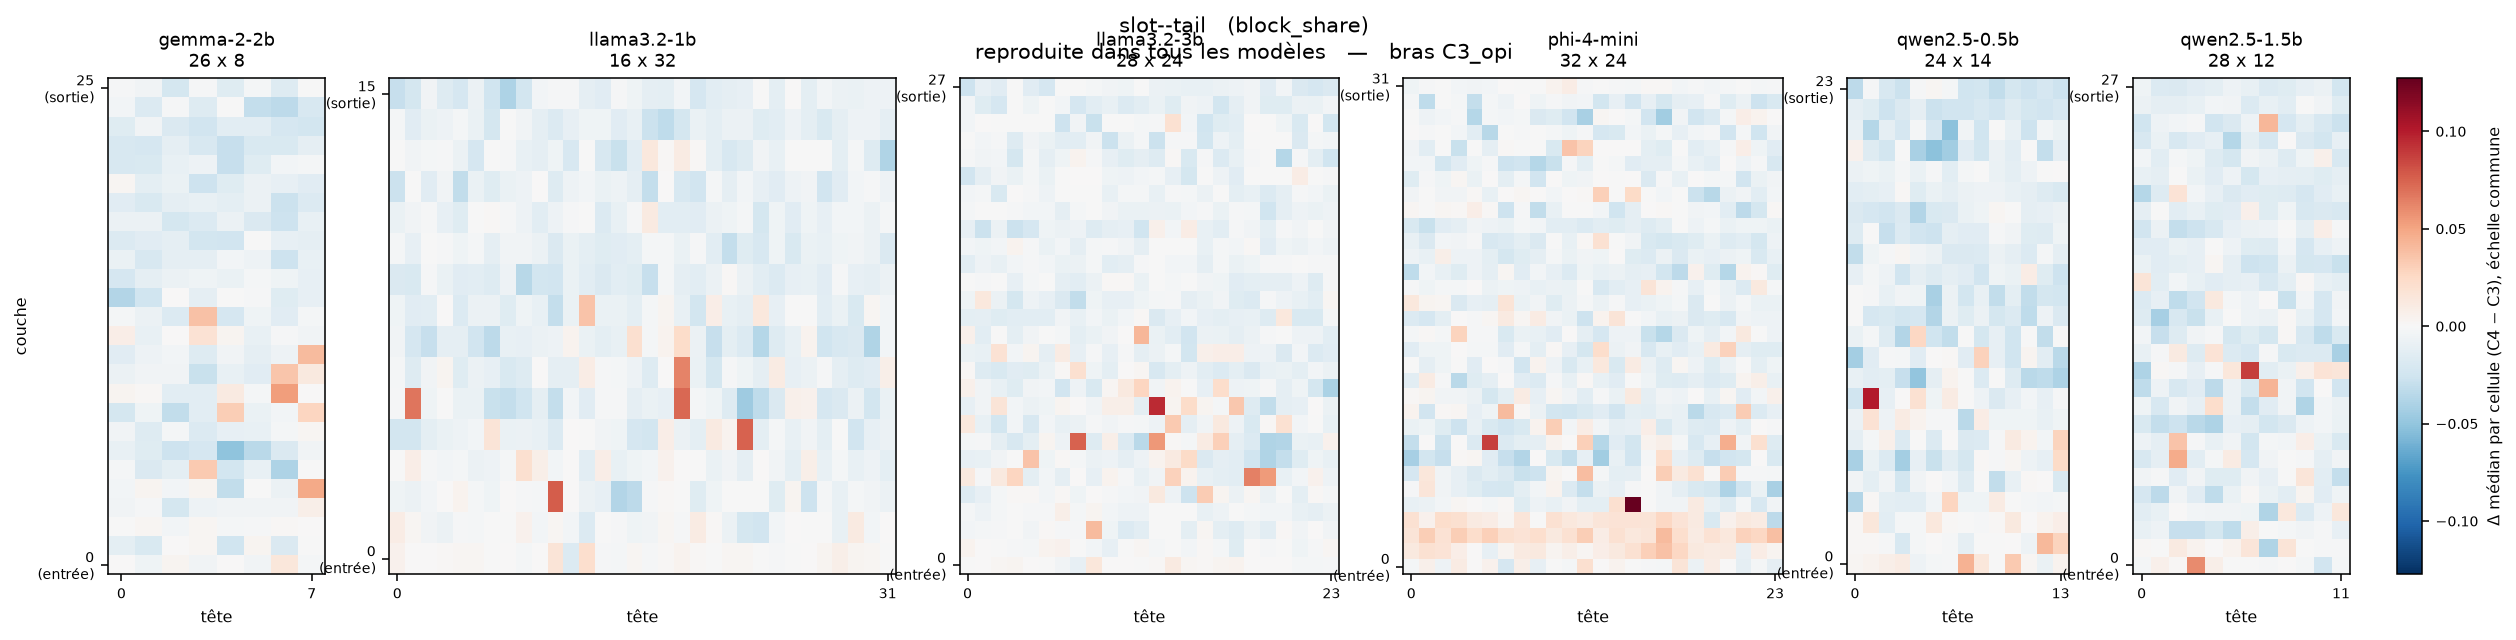 slot--tail (block_share)
reproduite dans tous les modèles — bras C3_opi
gemma-2-2b
26 x 8
llama3.2-1b
16 x 32
llama3.2-3b
28 x 24
phi-4-mini
32 x 24
qwen2.5-0.5b
24 x 14
qwen2.5-1.5b
28 x 12
couche
25
(sortie)
0
(entrée)
0
7
tête
15
(sortie)
0
(entrée)
0
31
tête
27
(sortie)
0
(entrée)
0
23
tête
31
(sortie)
0
(entrée)
0
23
tête
23
(sortie)
0
(entrée)
0
13
tête
27
(sortie)
0
(entrée)
0
11
tête
0.10
0.05
0.00
−0.05
−0.10
Δ médian par cellule (C4 − C3), échelle commune